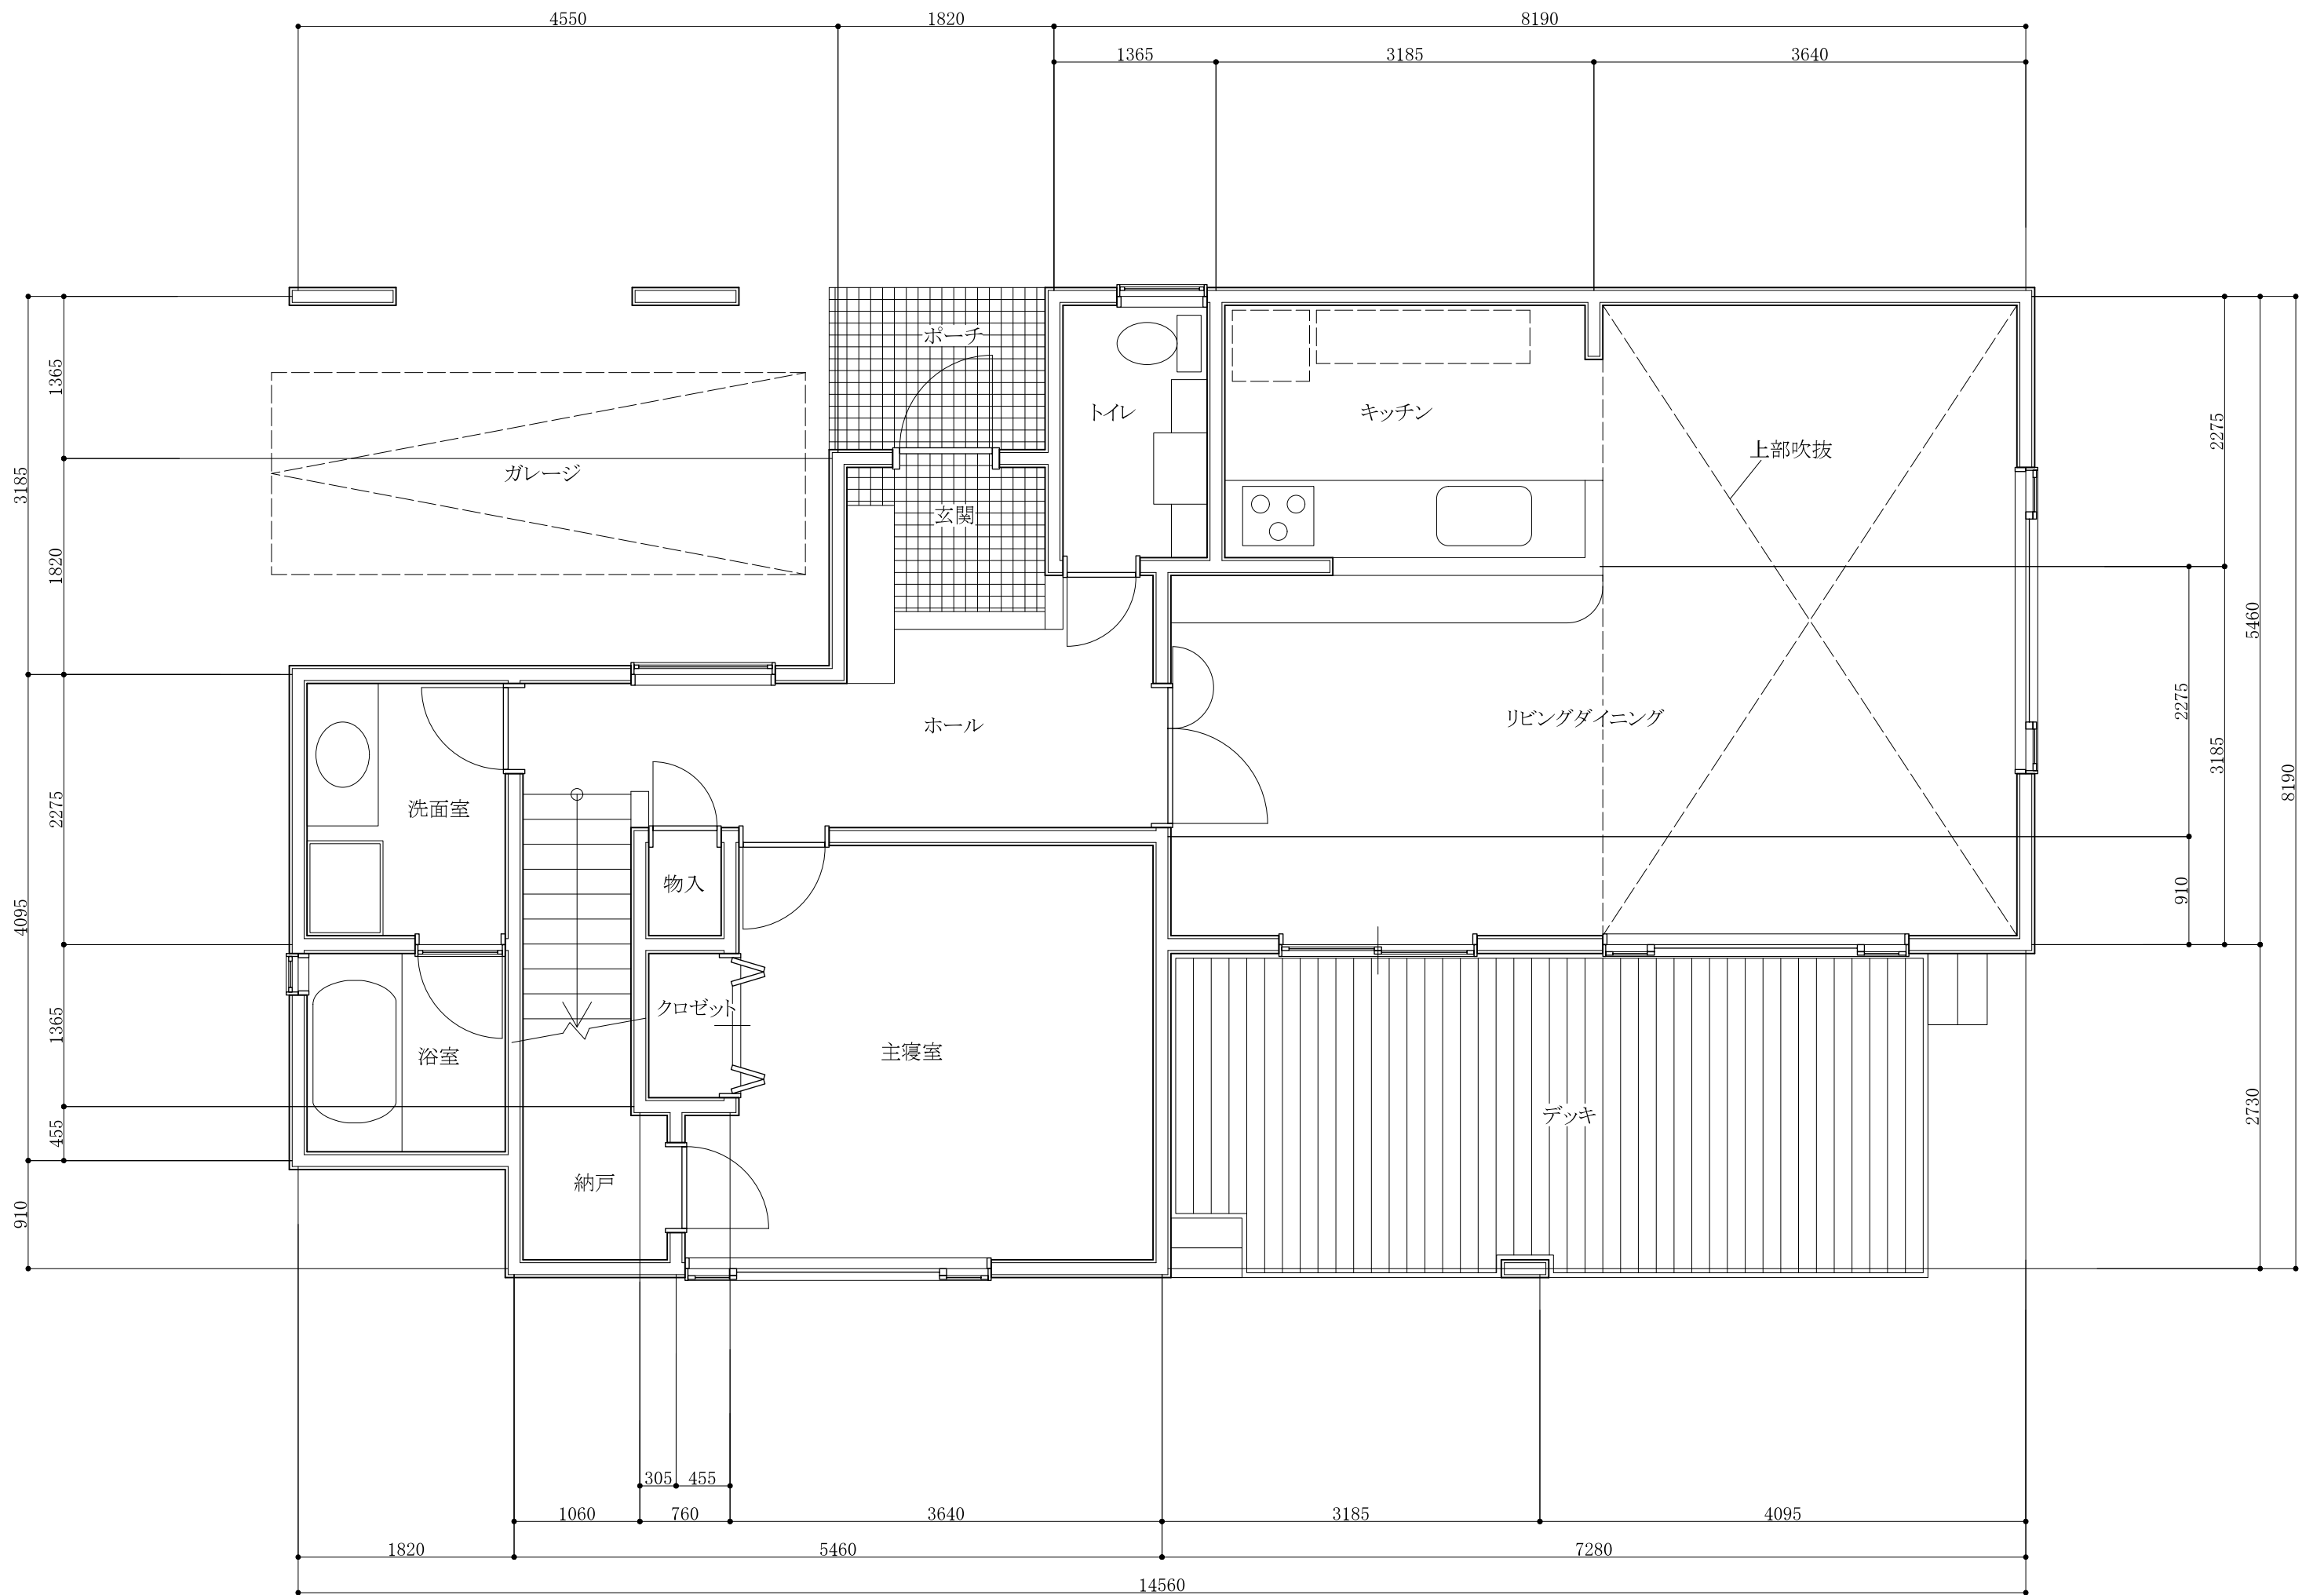 4550
1820
8190
1365
3185
3640
ポーチ
トイレ
キッチン
上部吹抜
ガレージ
玄関
ホール
リビングダイニング
洗面室
物入
クロゼット
浴室
主寝室
デッキ
納戸
3185
4095
910
1365
1820
2275
1365
455
2275
910
2275
3185
5460
2730
8190
305
455
1060
760
3640
3185
4095
1820
5460
7280
14560